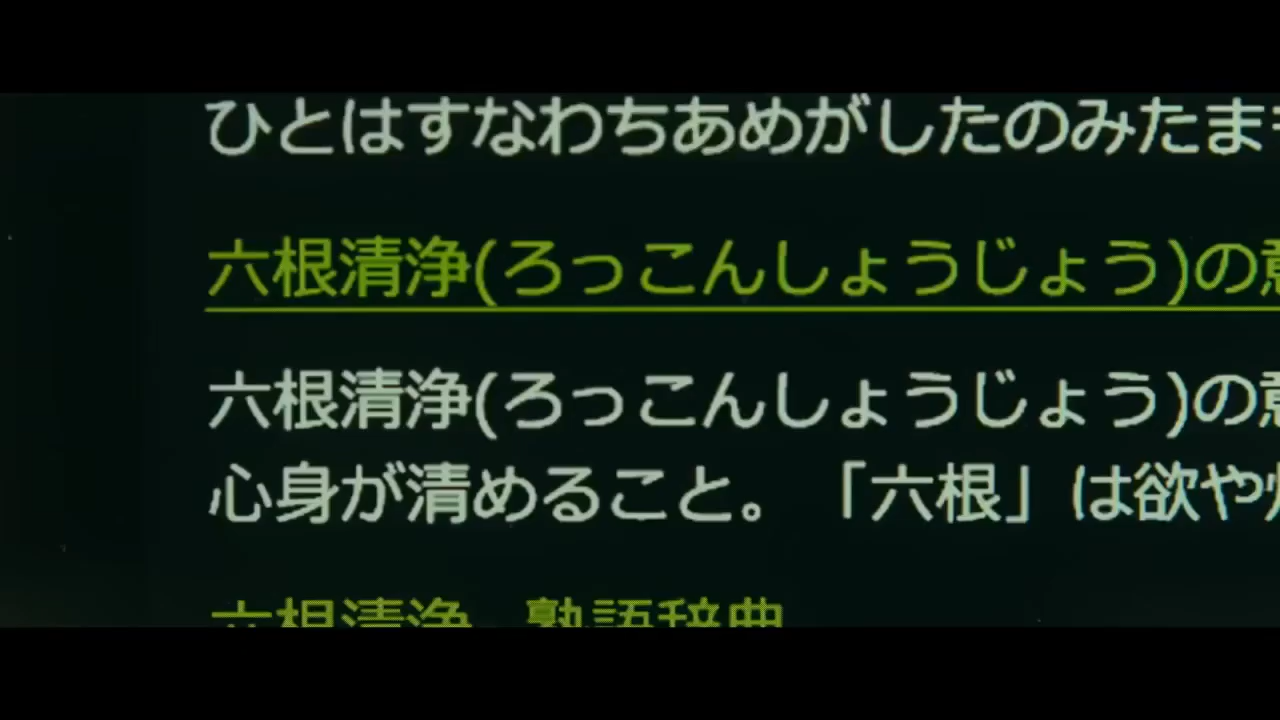 ひとはすなわちあめがしたのみたま
六根清浄(ろっこんしょうじょう)の意
六根清浄(ろっこんしょうじょう)の意
心身が清めること。「六根」は欲や
六根清浄 熟語辞典